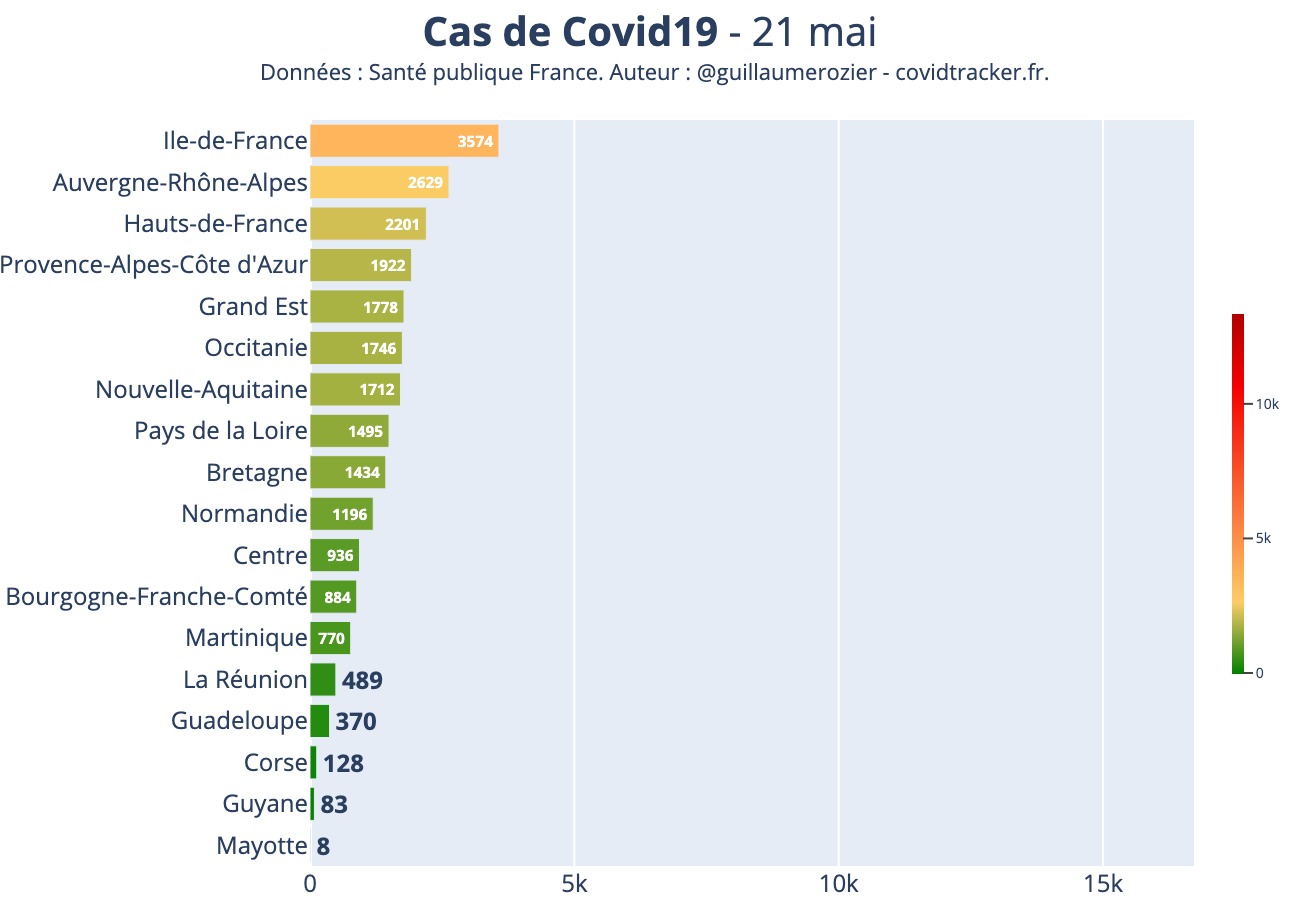 Cas de Covid19 - 21 mai
Données : Santé publique France. Auteur : @guillaumerozier - covidtracker.fr.
Ile-de-France 3574
Auvergne-Rhône-Alpes 2629
Hauts-de-France 2201
Provence-Alpes-Côte d'Azur 1922
Grand Est 1778
Occitanie 1746
Nouvelle-Aquitaine 1712
Pays de la Loire 1495
Bretagne 1434
Normandie 1196
Centre 936
Bourgogne-Franche-Comté 884
Martinique 770
La Réunion 489
Guadeloupe 370
Corse 128
Guyane 83
Mayotte 8
0 5k 10k 15k
10k
5k
0